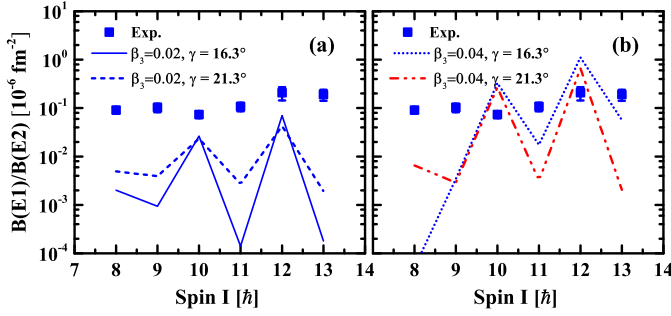 B(E1)/B(E2) [10⁻⁶ fm⁻²]
10¹
10⁰
10⁻¹
10⁻²
10⁻³
10⁻⁴
Exp.
(a)
β₃=0.02, γ = 16.3°
β₃=0.02, γ = 21.3°
Exp.
(b)
β₃=0.04, γ = 16.3°
β₃=0.04, γ = 21.3°
7 8 9 10 11 12 13 14
8 9 10 11 12 13 14
Spin I [ħ]
Spin I [ħ]